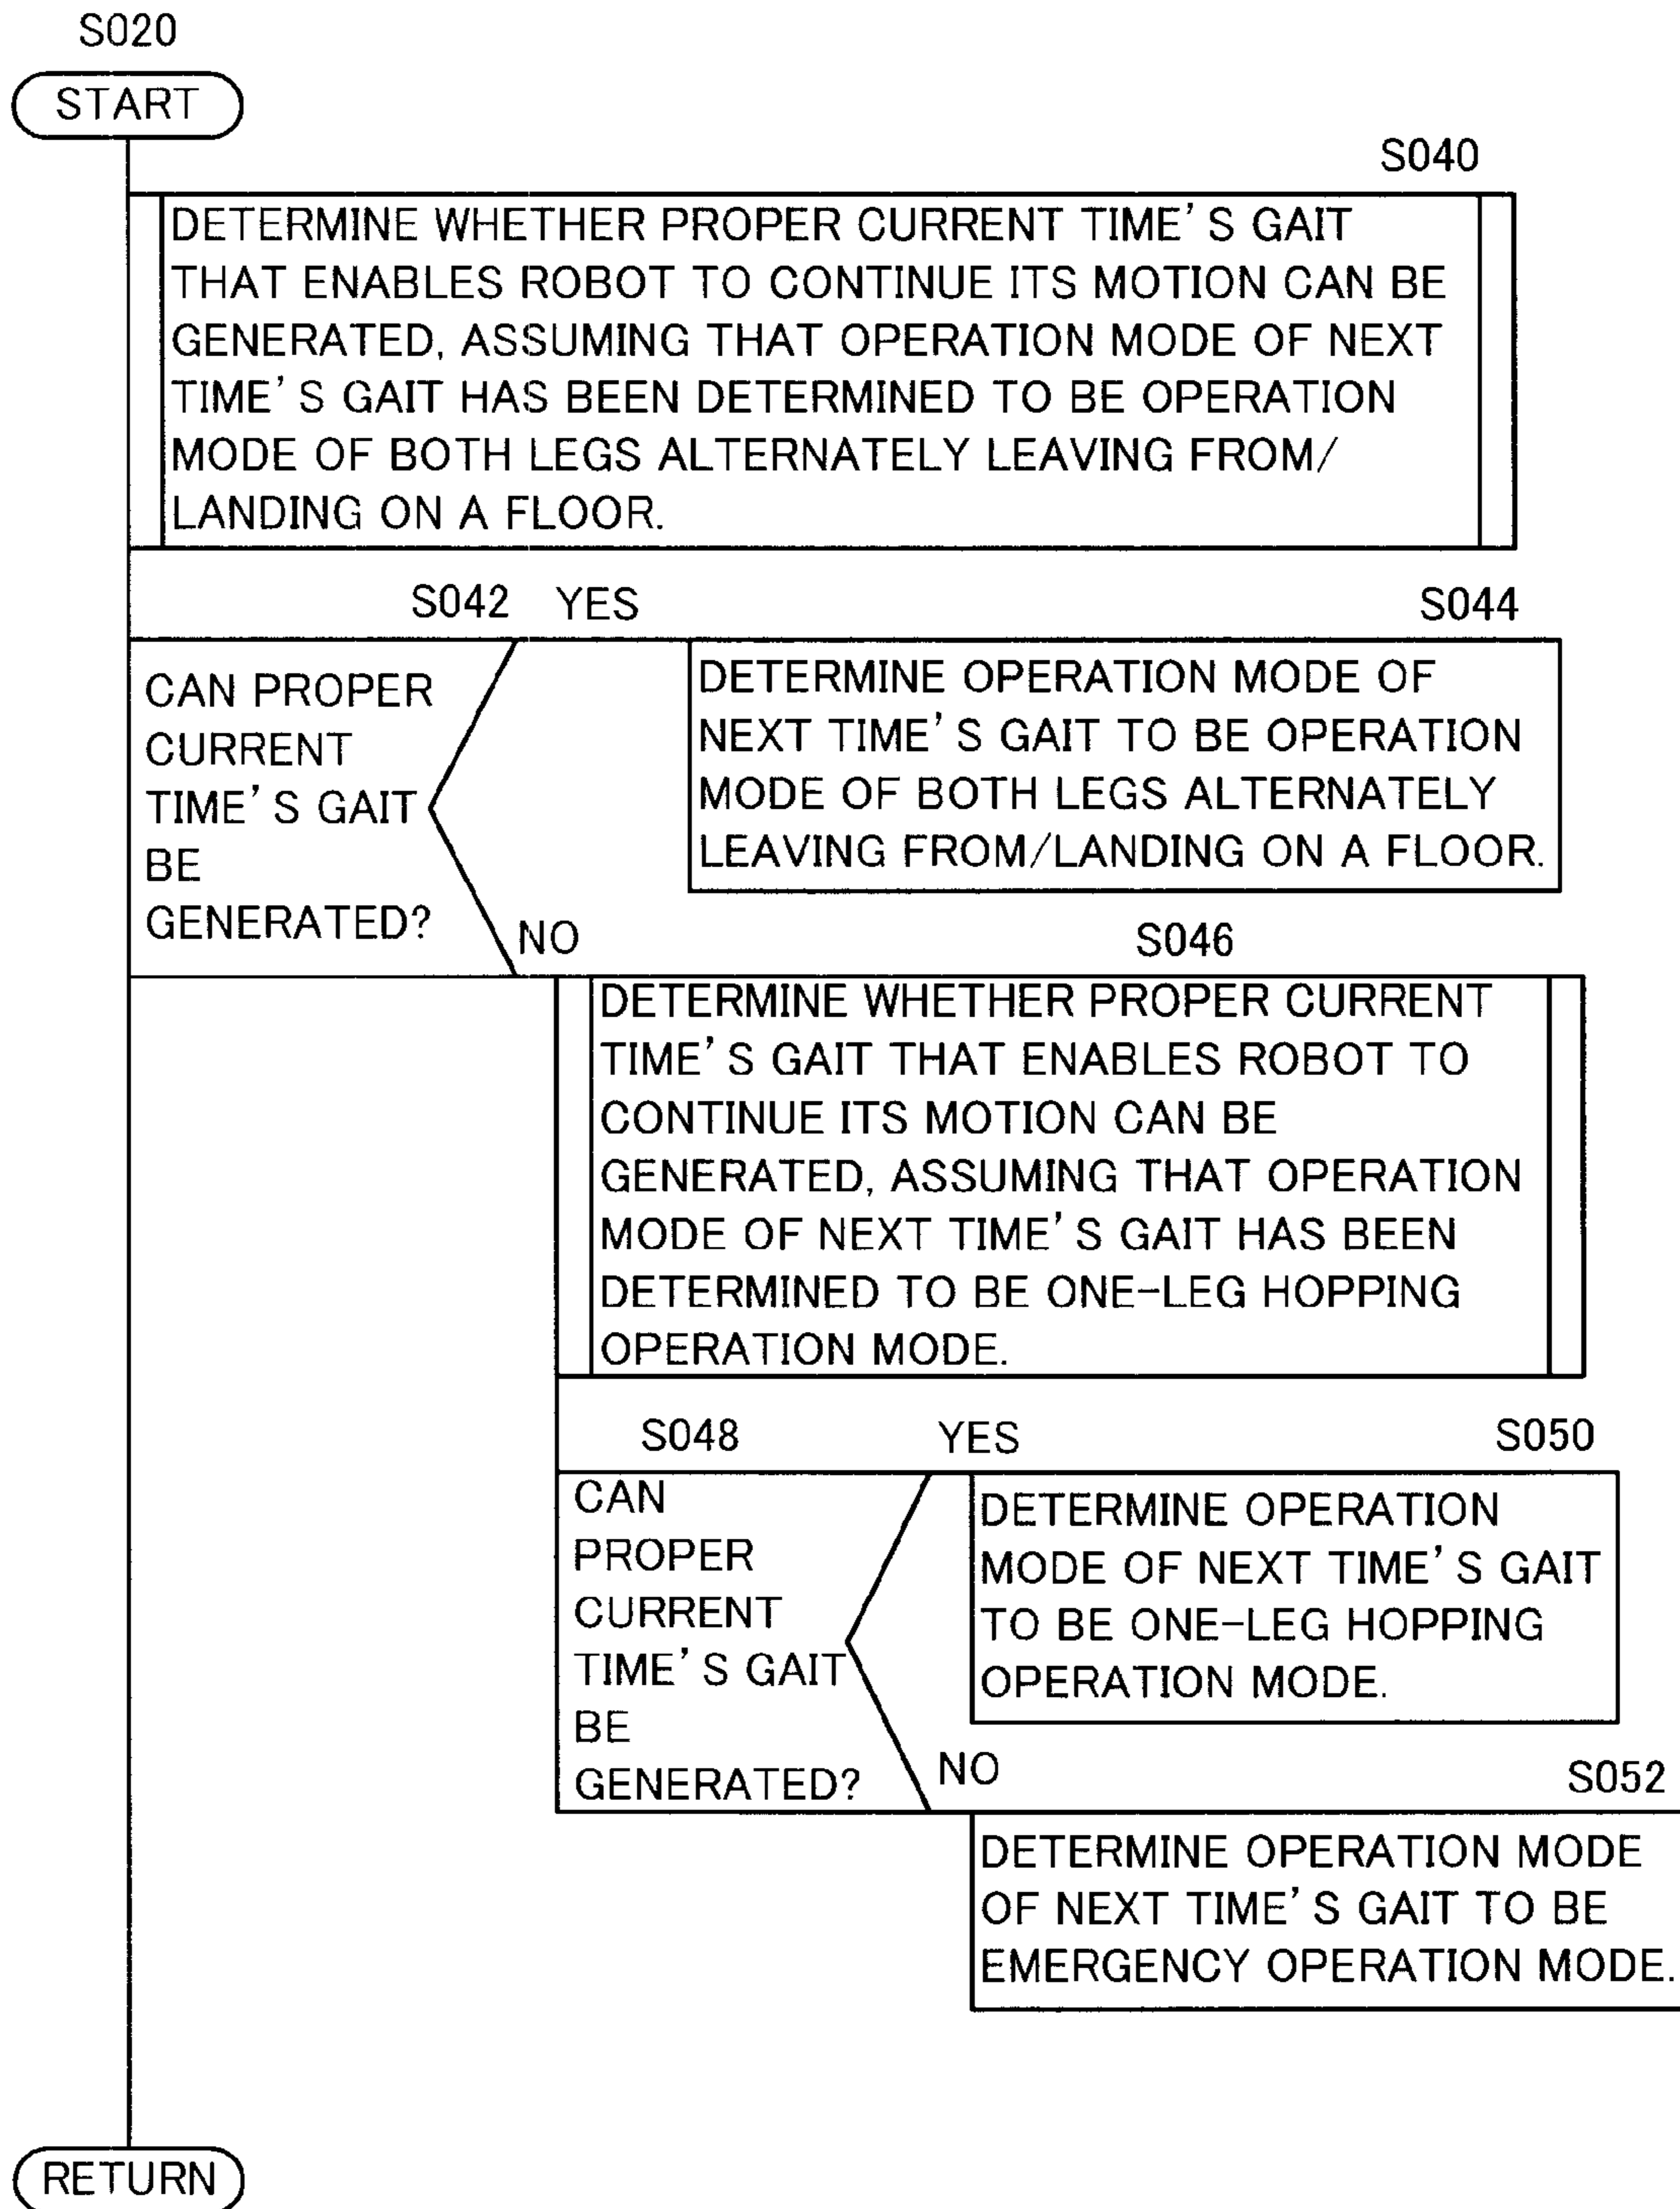 S020
START
S040
DETERMINE WHETHER PROPER CURRENT TIME'S GAIT
THAT ENABLES ROBOT TO CONTINUE ITS MOTION CAN BE
GENERATED, ASSUMING THAT OPERATION MODE OF NEXT
TIME'S GAIT HAS BEEN DETERMINED TO BE OPERATION
MODE OF BOTH LEGS ALTERNATELY LEAVING FROM/
LANDING ON A FLOOR.
S042 YES
S044
CAN PROPER
CURRENT
TIME'S GAIT
BE
GENERATED?
DETERMINE OPERATION MODE OF
NEXT TIME'S GAIT TO BE OPERATION
MODE OF BOTH LEGS ALTERNATELY
LEAVING FROM/LANDING ON A FLOOR.
NO
S046
DETERMINE WHETHER PROPER CURRENT
TIME'S GAIT THAT ENABLES ROBOT TO
CONTINUE ITS MOTION CAN BE
GENERATED, ASSUMING THAT OPERATION
MODE OF NEXT TIME'S GAIT HAS BEEN
DETERMINED TO BE ONE-LEG HOPPING
OPERATION MODE.
S048
YES
S050
CAN
PROPER
CURRENT
TIME'S GAIT
BE
GENERATED?
DETERMINE OPERATION
MODE OF NEXT TIME'S GAIT
TO BE ONE-LEG HOPPING
OPERATION MODE.
NO
S052
DETERMINE OPERATION MODE
OF NEXT TIME'S GAIT TO BE
EMERGENCY OPERATION MODE.
RETURN